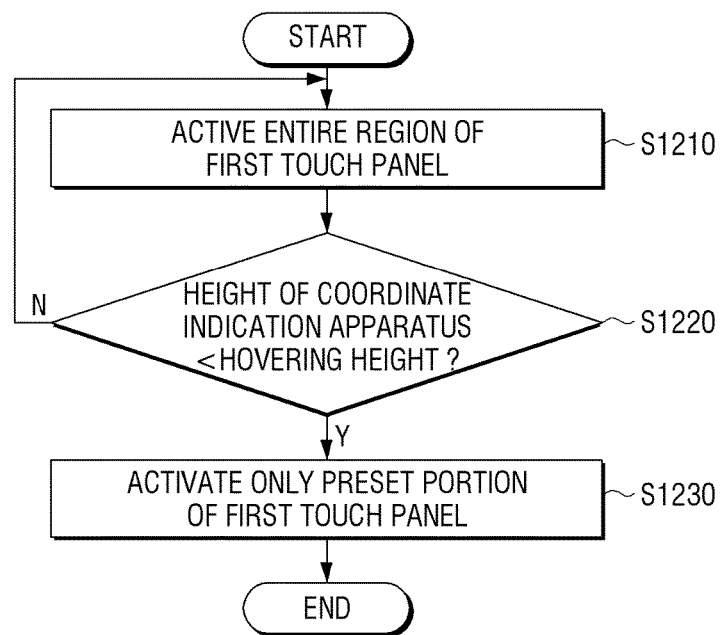 START
ACTIVE ENTIRE REGION OF
FIRST TOUCH PANEL
S1210
N
HEIGHT OF COORDINATE
INDICATION APPARATUS
<HOVERING HEIGHT ?
S1220
Y
ACTIVATE ONLY PRESET PORTION
OF FIRST TOUCH PANEL
S1230
END